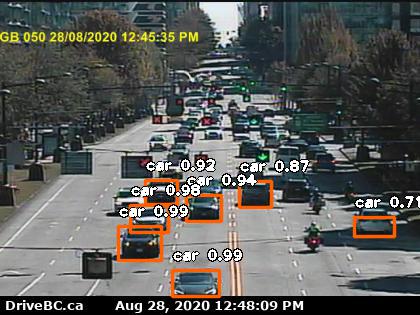 GB 050 28/08/2020 12:45:35 PM
car 0.92
car 0.87
car 0.94
car 0.98
car 0.99
car 0.71
car 0.99
DriveBC.ca Aug 28, 2020 12:48:09 PM